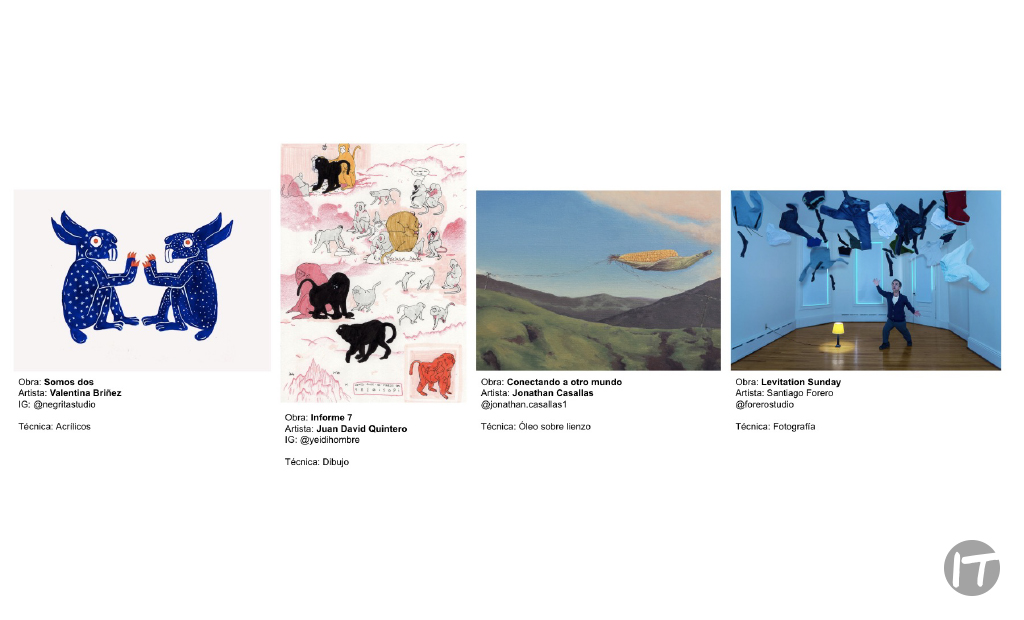 Obra: Somos dos
Artista: Valentina Briñez
IG: @negritastudio
Técnica: Acrílicos
Obra: Informe 7
Artista: Juan David Quintero
IG: @yeidihombre
Técnica: Dibujo
Obra: Conectando a otro mundo
Artista: Jonathan Casallas
@jonathan.casallas1
Técnica: Óleo sobre lienzo
Obra: Levitation Sunday
Artista: Santiago Forero
@forerostudio
Técnica: Fotografía
IT